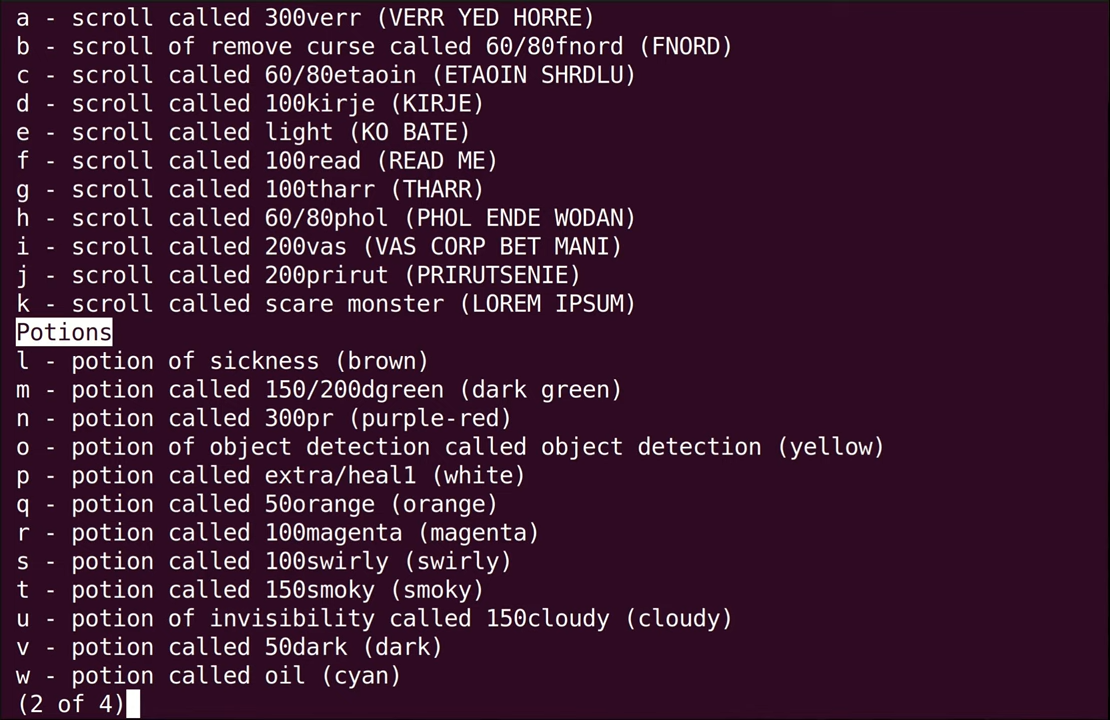 a - scroll called 300verr (VERR YED HORRE)
b - scroll of remove curse called 60/80fnord (FNORD)
c - scroll called 60/80etaoin (ETAOIN SHRDLU)
d - scroll called 100kirje (KIRJE)
e - scroll called light (KO BATE)
f - scroll called 100read (READ ME)
g - scroll called 100tharr (THARR)
h - scroll called 60/80phol (PHOL ENDE WODAN)
i - scroll called 200vas (VAS CORP BET MANI)
j - scroll called 200prirut (PRIRUTSENIE)
k - scroll called scare monster (LOREM IPSUM)
Potions
l - potion of sickness (brown)
m - potion called 150/200dgreen (dark green)
n - potion called 300pr (purple-red)
o - potion of object detection called object detection (yellow)
p - potion called extra/heal1 (white)
q - potion called 50orange (orange)
r - potion called 100magenta (magenta)
s - potion called 100swirly (swirly)
t - potion called 150smoky (smoky)
u - potion of invisibility called 150cloudy (cloudy)
v - potion called 50dark (dark)
w - potion called oil (cyan)
(2 of 4)